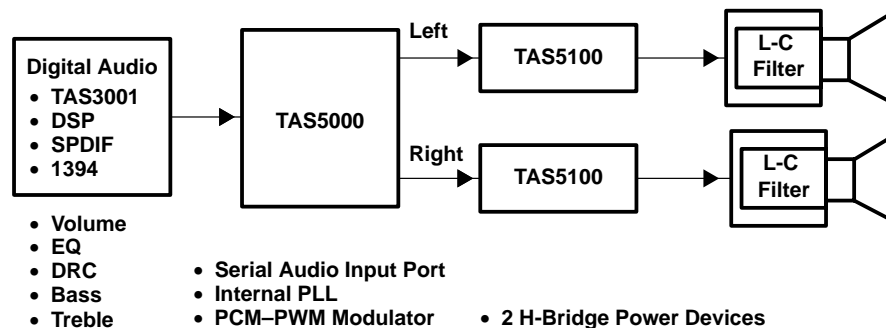 Digital Audio
• TAS3001
• DSP
• SPDIF
• 1394
TAS5000
Left
TAS5100
L-C
Filter
Right
TAS5100
L-C
Filter
• Volume
• EQ
• DRC
• Bass
• Treble
• Serial Audio Input Port
• Internal PLL
• PCM–PWM Modulator
• 2 H-Bridge Power Devices